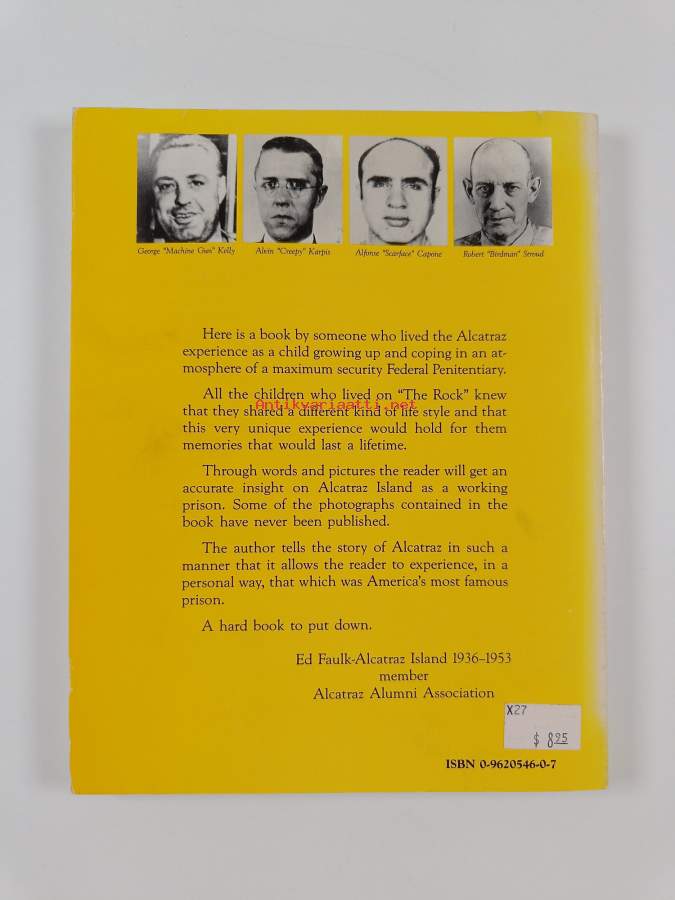 George "Machine Gun" Kelly
Alvin "Creepy" Karpis
Alfonse "Scarface" Capone
Robert "Birdman" Stroud
Here is a book by someone who lived the Alcatraz
experience as a child growing up and coping in an at-
mosphere of a maximum security Federal Penitentiary.
All the children who lived on “The Rock” knew
that they shared a different kind of life style and that
this very unique experience would hold for them
memories that would last a lifetime.
Through words and pictures the reader will get an
accurate insight on Alcatraz Island as a working
prison. Some of the photographs contained in the
book have never been published.
The author tells the story of Alcatraz in such a
manner that it allows the reader to experience, in a
personal way, that which was America's most famous
prison.
A hard book to put down.
Ed Faulk-Alcatraz Island 1936–1953
member
Alcatraz Alumni Association
X27
$ 8.25
ISBN 0-9620546-0-7
Antikvariaatti.net